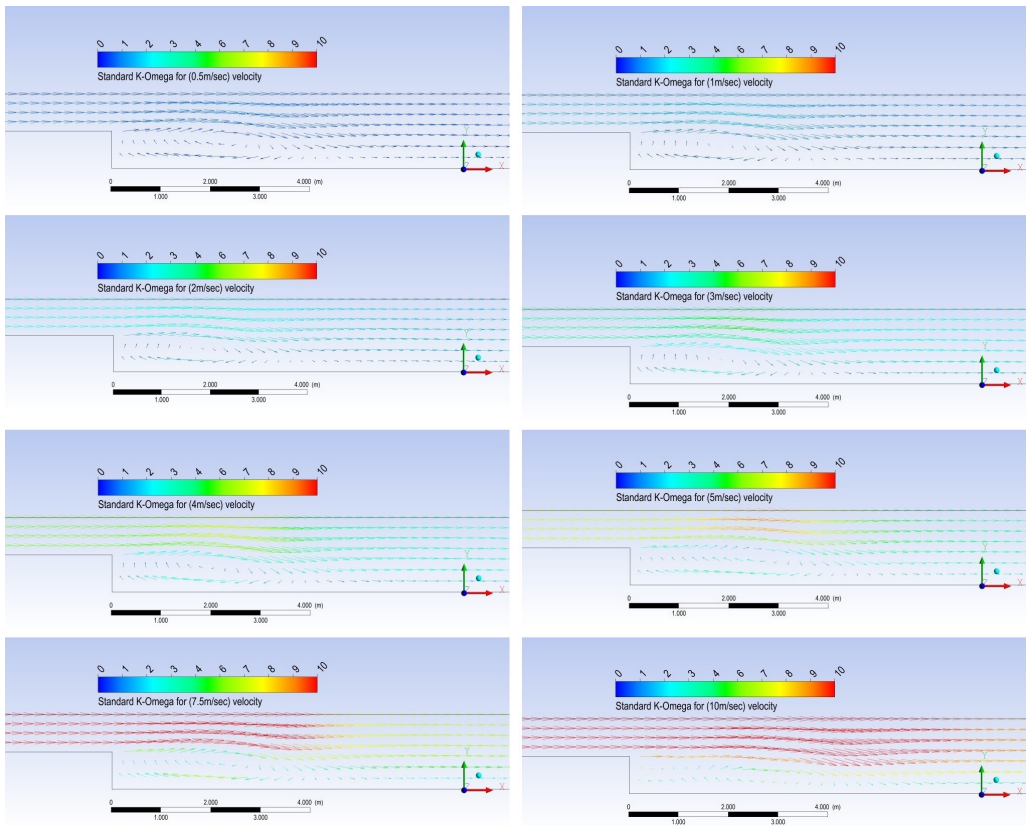 0 1 2 3 4 6 7 8 9 10
Standard K-Omega for (0.5m/sec) velocity
Y
Z X
0 2.000 4.000 (m)
1.000 3.000
0 1 2 3 4 6 7 8 9 10
Standard K-Omega for (1m/sec) velocity
Y
Z X
0 2.000 4.000 (m)
1.000 3.000
0 1 2 3 4 6 7 8 9 10
Standard K-Omega for (2m/sec) velocity
Y
Z X
0 2.000 4.000 (m)
1.000 3.000
0 1 2 3 4 6 7 8 9 10
Standard K-Omega for (3m/sec) velocity
Y
Z X
0 2.000 4.000 (m)
1.000 3.000
0 1 2 3 4 6 7 8 9 10
Standard K-Omega for (4m/sec) velocity
Y
Z X
0 2.000 4.000 (m)
1.000 3.000
0 1 2 3 4 6 7 8 9 10
Standard K-Omega for (5m/sec) velocity
Y
Z X
0 2.000 4.000 (m)
1.000 3.000
0 1 2 3 4 6 7 8 9 10
Standard K-Omega for (7.5m/sec) velocity
Y
Z X
0 2.000 4.000 (m)
1.000 3.000
0 1 2 3 4 6 7 8 9 10
Standard K-Omega for (10m/sec) velocity
Y
Z X
0 2.000 4.000 (m)
1.000 3.000